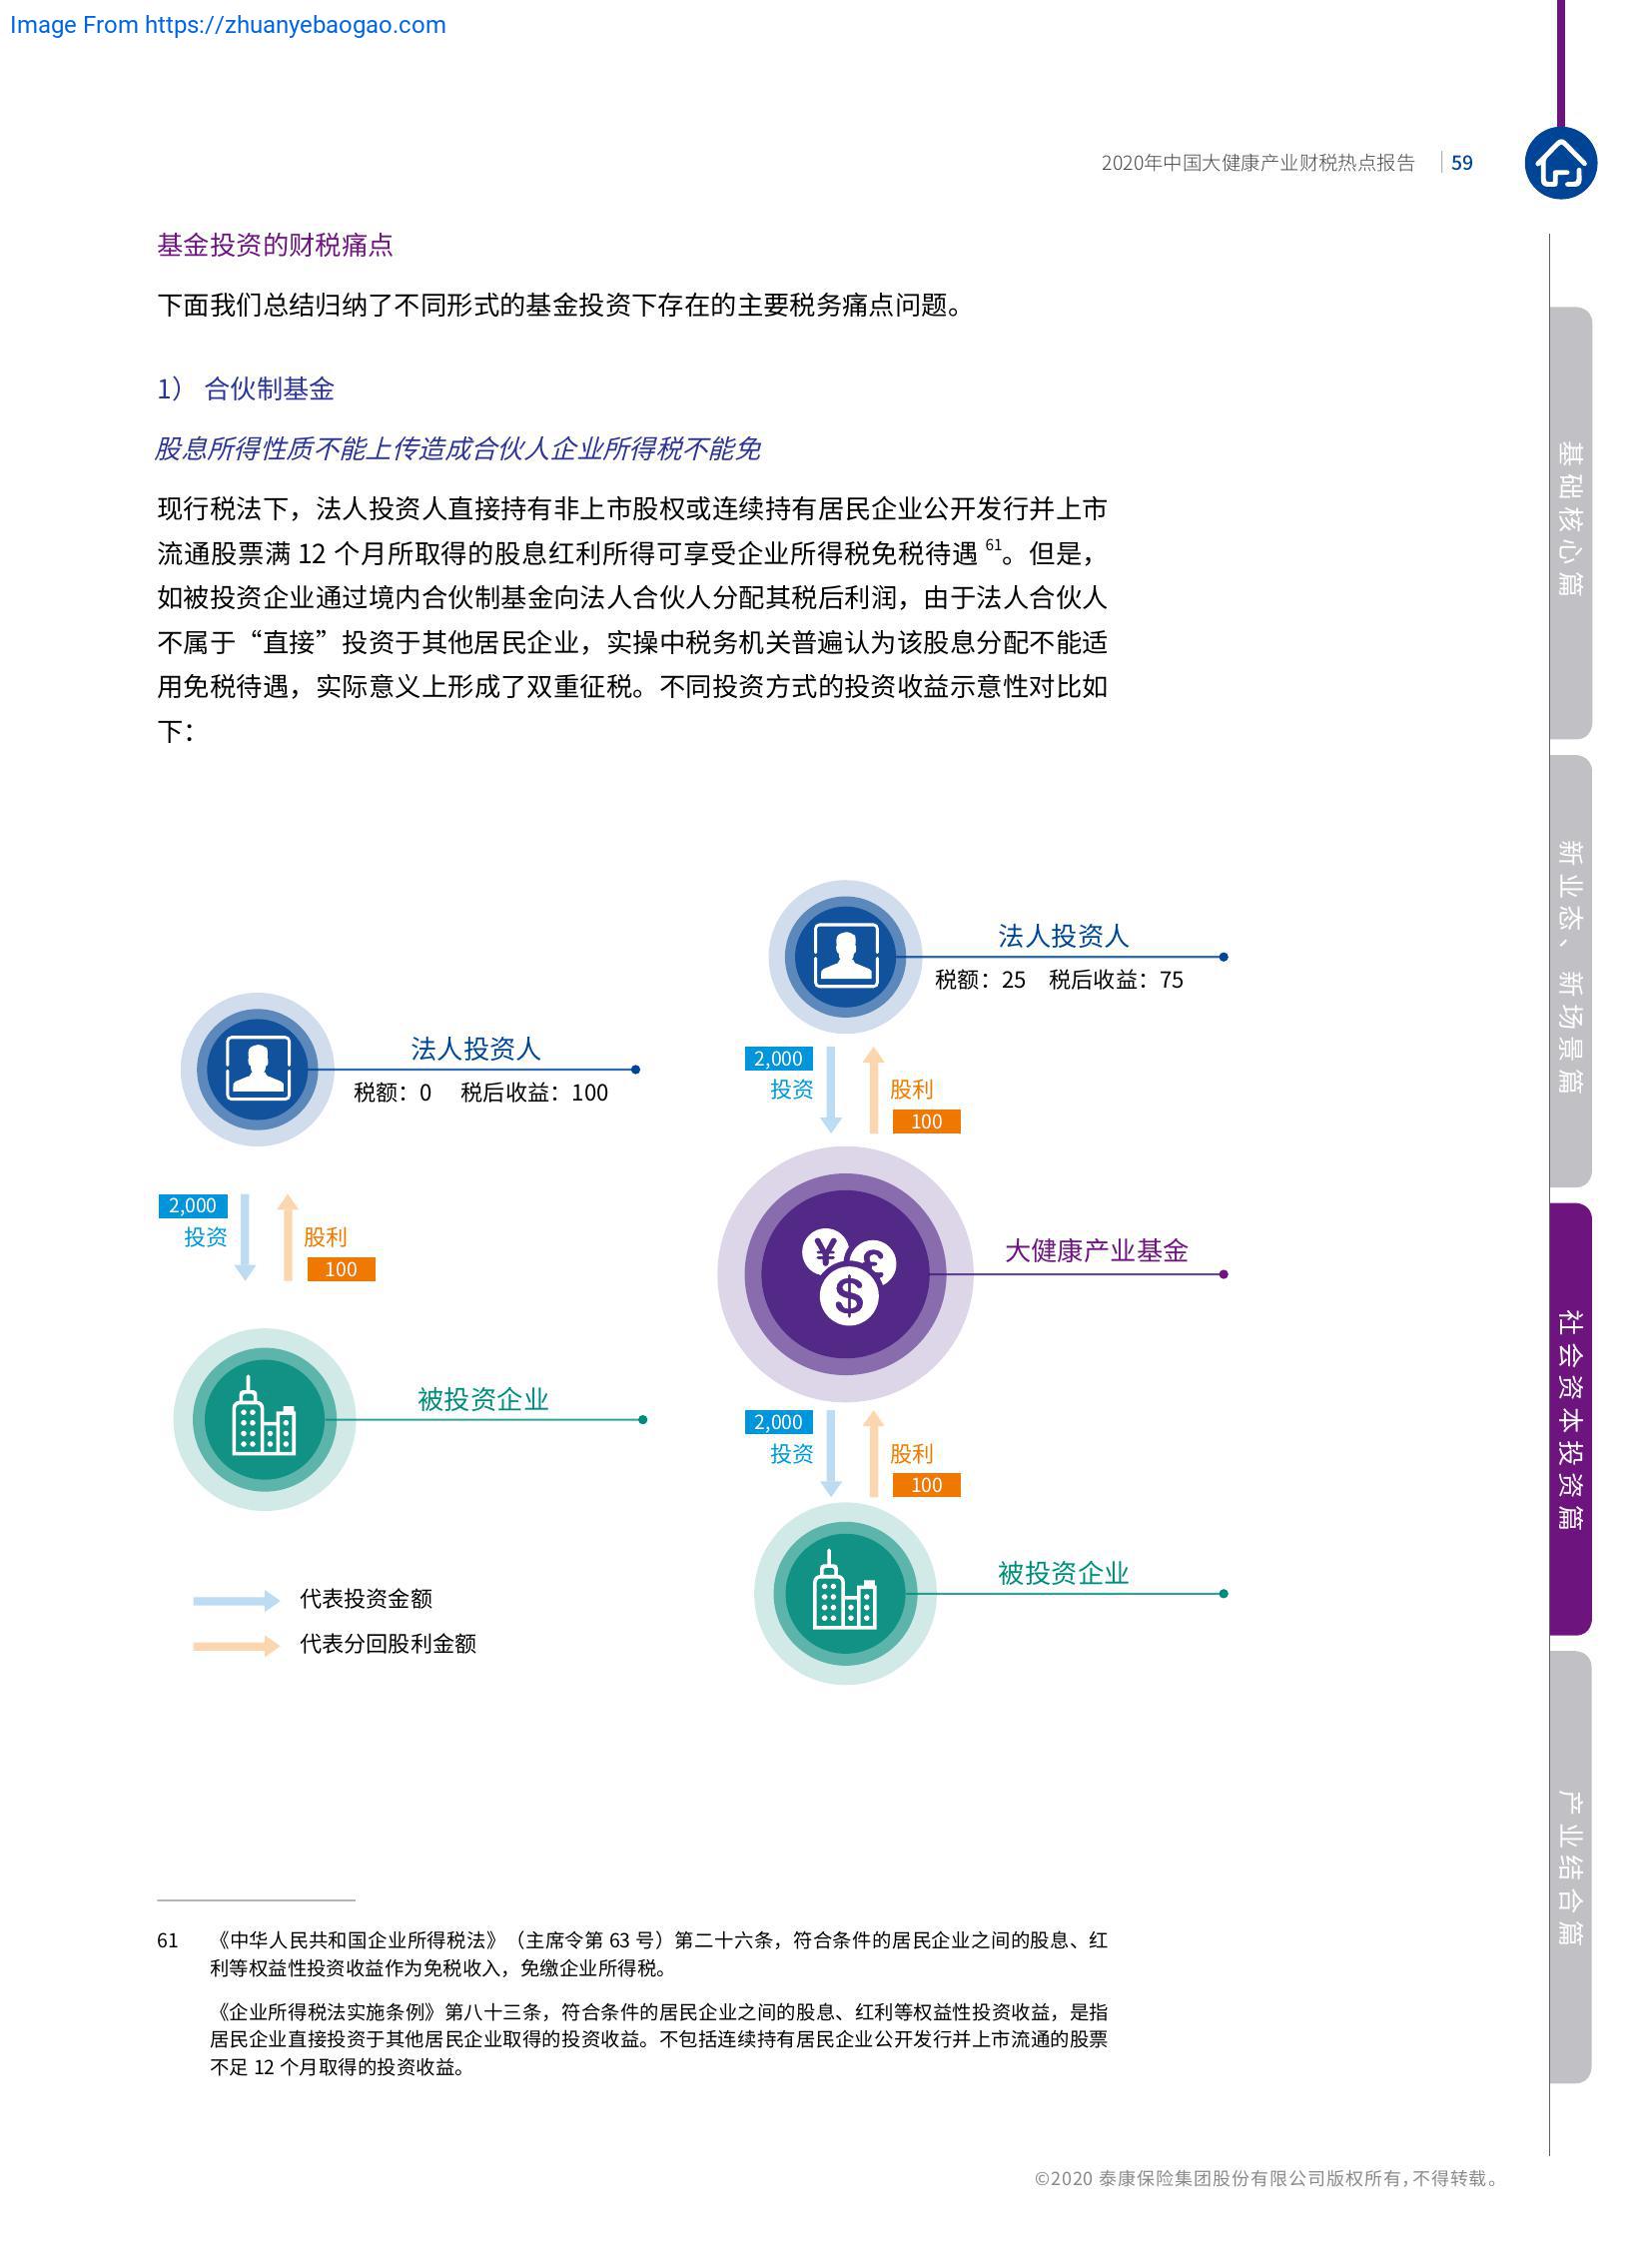 Image From https://zhuanyebaogao.com
2020年中国大健康产业财税热点报告 59
基金投资的财税痛点
下面我们总结归纳了不同形式的基金投资下存在的主要税务痛点问题。
1） 合伙制基金
股息所得性质不能上传造成合伙人企业所得税不能免
现行税法下，法人投资人直接持有非上市股权或连续持有居民企业公开发行并上市
流通股票满 12 个月所取得的股息红利所得可享受企业所得税免税待遇 61。但是，
如被投资企业通过境内合伙制基金向法人合伙人分配其税后利润，由于法人合伙人
不属于“直接”投资于其他居民企业，实操中税务机关普遍认为该股息分配不能适
用免税待遇，实际意义上形成了双重征税。不同投资方式的投资收益示意性对比如
下：
法人投资人
税额：0 税后收益：100
2,000
投资
股利
100
被投资企业
代表投资金额
代表分回股利金额
法人投资人
税额：25 税后收益：75
2,000
投资
股利
100
¥
£
$
大健康产业基金
2,000
投资
股利
100
被投资企业
61 《中华人民共和国企业所得税法》（主席令第 63 号）第二十六条，符合条件的居民企业之间的股息、红
利等权益性投资收益作为免税收入，免缴企业所得税。
《企业所得税法实施条例》第八十三条，符合条件的居民企业之间的股息、红利等权益性投资收益，是指
居民企业直接投资于其他居民企业取得的投资收益。不包括连续持有居民企业公开发行并上市流通的股票
不足 12 个月取得的投资收益。
基础核心篇
新业态、新场景篇
社会资本投资篇
产业结合篇
©2020 泰康保险集团股份有限公司版权所有，不得转载。